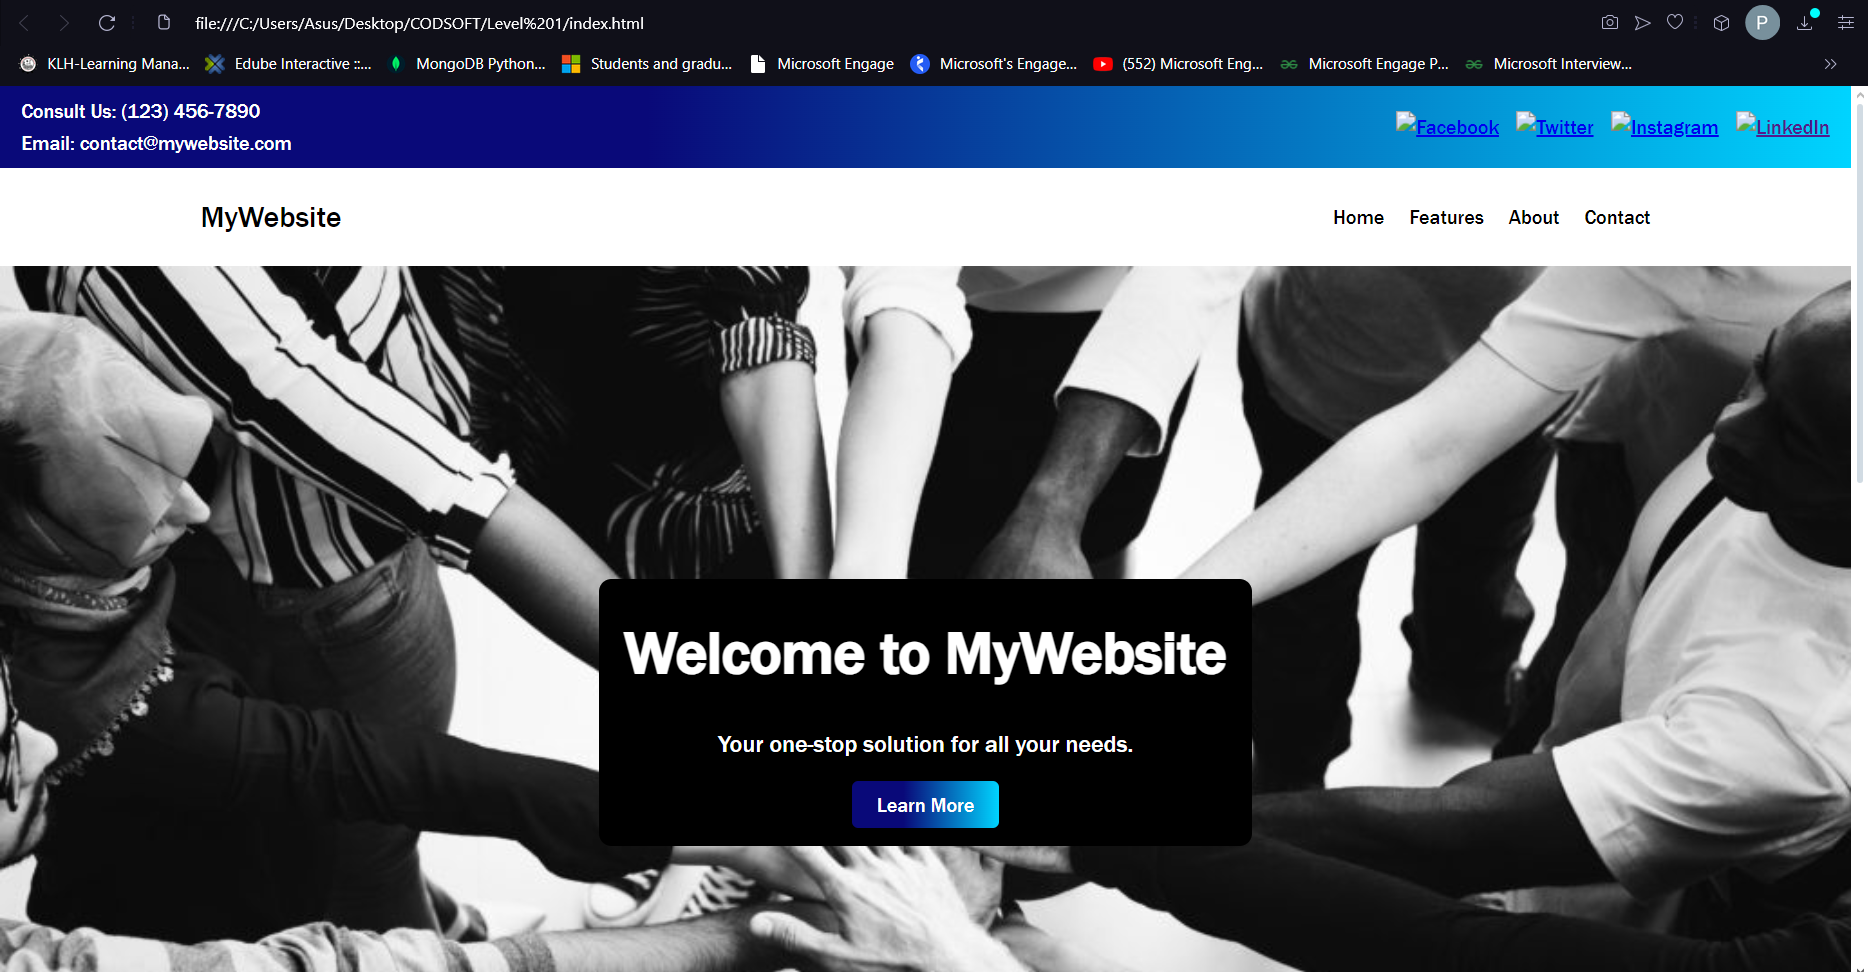 file:///C:/Users/Asus/Desktop/CODSOFT/Level%201/index.html
P
KLH-Learning Mana... Edube Interactive ::... MongoDB Python... Students and gradu... Microsoft Engage Microsoft's Engage... (552) Microsoft Eng... Microsoft Engage P... Microsoft Interview...
Consult Us: (123) 456-7890
Email: contact@mywebsite.com
Facebook Twitter Instagram LinkedIn
MyWebsite
Home Features About Contact
Welcome to MyWebsite
Your one-stop solution for all your needs.
Learn More